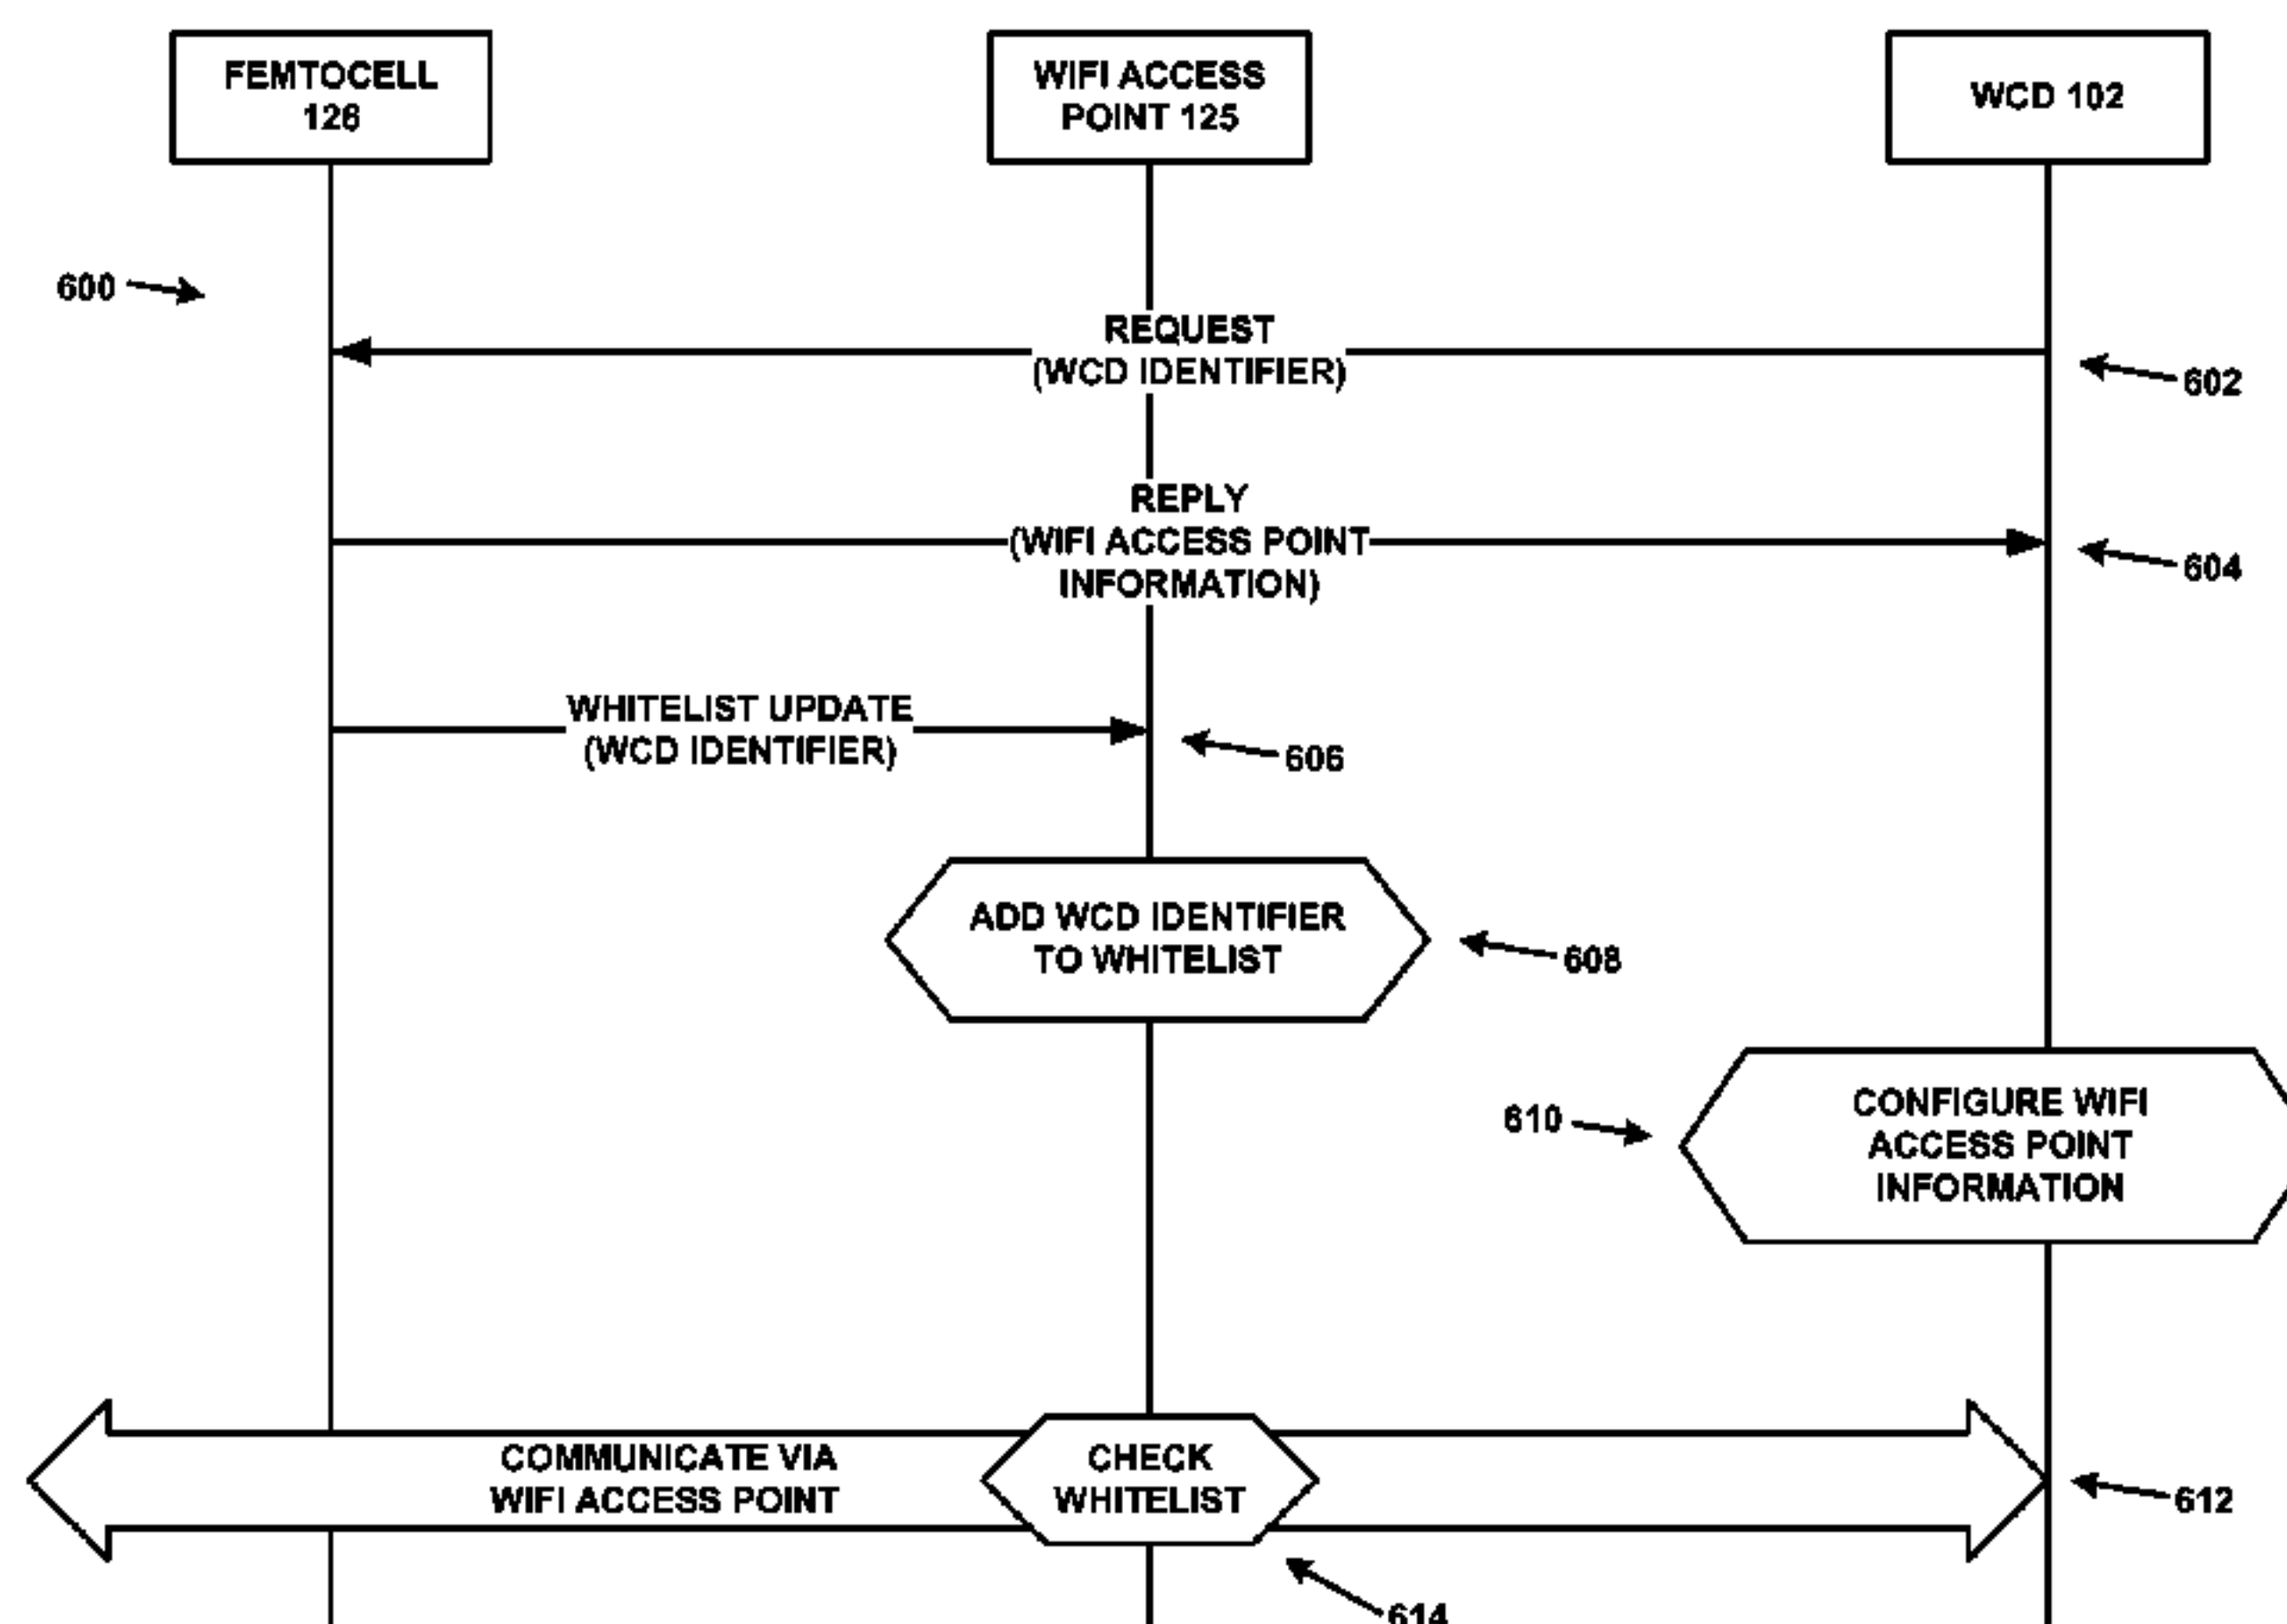 FEMTOCELL
126
WIFI ACCESS
POINT 125
WCD 102
600
REQUEST
(WCD IDENTIFIER)
602
REPLY
(WIFI ACCESS POINT
INFORMATION)
604
WHITELIST UPDATE
(WCD IDENTIFIER)
606
ADD WCD IDENTIFIER
TO WHITELIST
608
610
CONFIGURE WIFI
ACCESS POINT
INFORMATION
COMMUNICATE VIA
WIFI ACCESS POINT
CHECK
WHITELIST
612
614